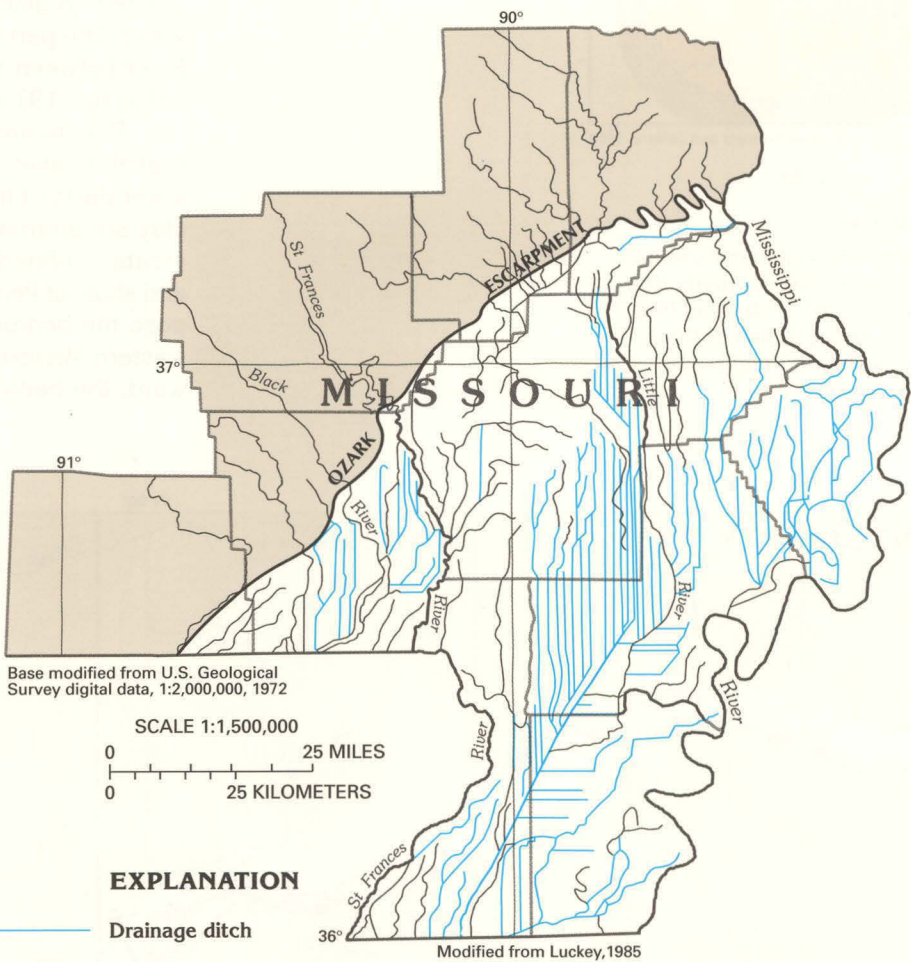 90°
St Frances
ESCARPMENT
Mississippi
37°
Black
MISSOURI
Little
OZARK
91°
River
River
River
River
River
Base modified from U.S. Geological
Survey digital data, 1:2,000,000, 1972
SCALE 1:1,500,000
0 25 MILES
0 25 KILOMETERS
St Frances
EXPLANATION
Drainage ditch
36°
Modified from Luckey,1985